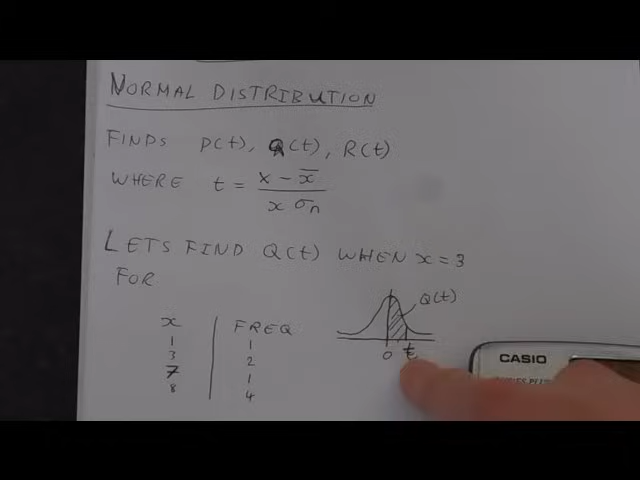 NORMAL DISTRIBUTION
FINDS P(t), Q(t), R(t)
WHERE t = x - x̄ / x σn
LETS FIND Q(t) WHEN x = 3
FOR
x FREQ
1 1
3 2
7 1
8 4
Q(t)
0 t
CASIO